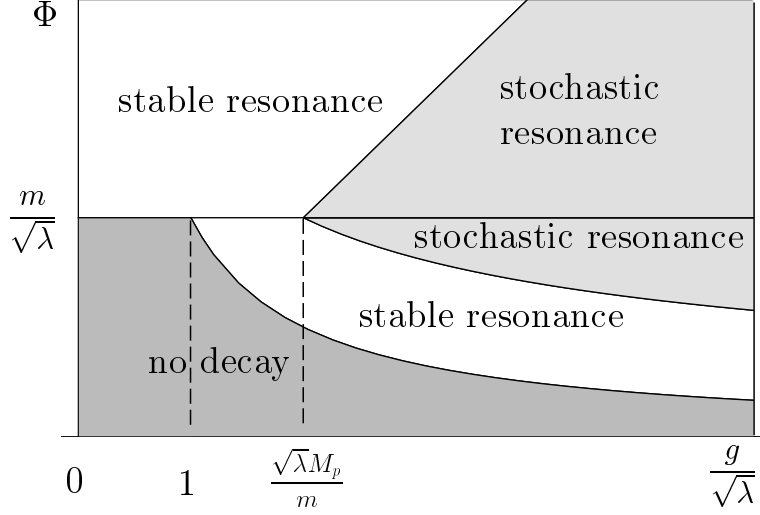 Φ
stable resonance
stochastic
resonance
m
√λ
stochastic resonance
stable resonance
no decay
0
1
√λM_p
m
g
√λ